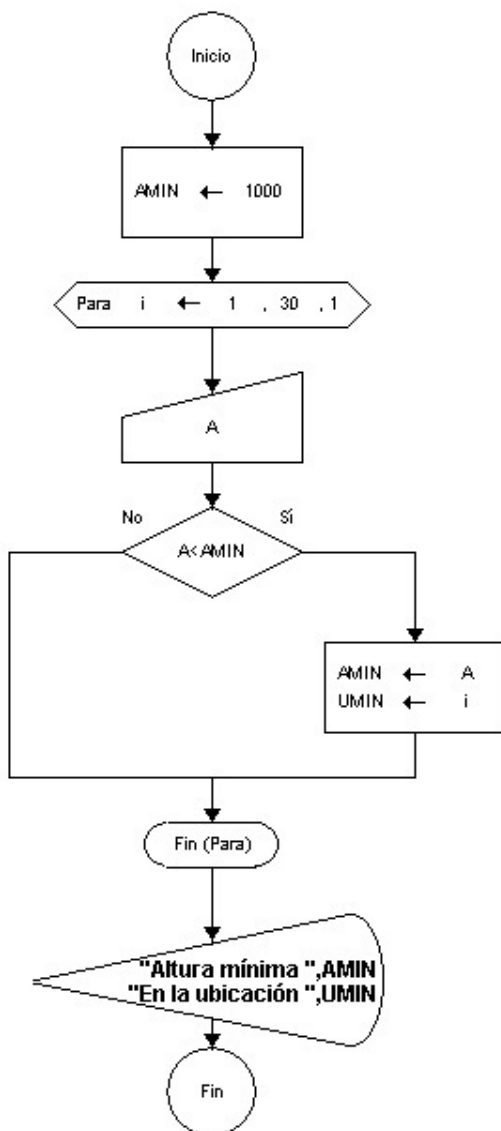 Inicio
AMIN ← 1000
Para i ← 1 , 30 , 1
A
No Sí
A<AMIN
AMIN ← A
UMIN ← i
Fin (Para)
"Altura mínima ",AMIN
"En la ubicación ",UMIN
Fin